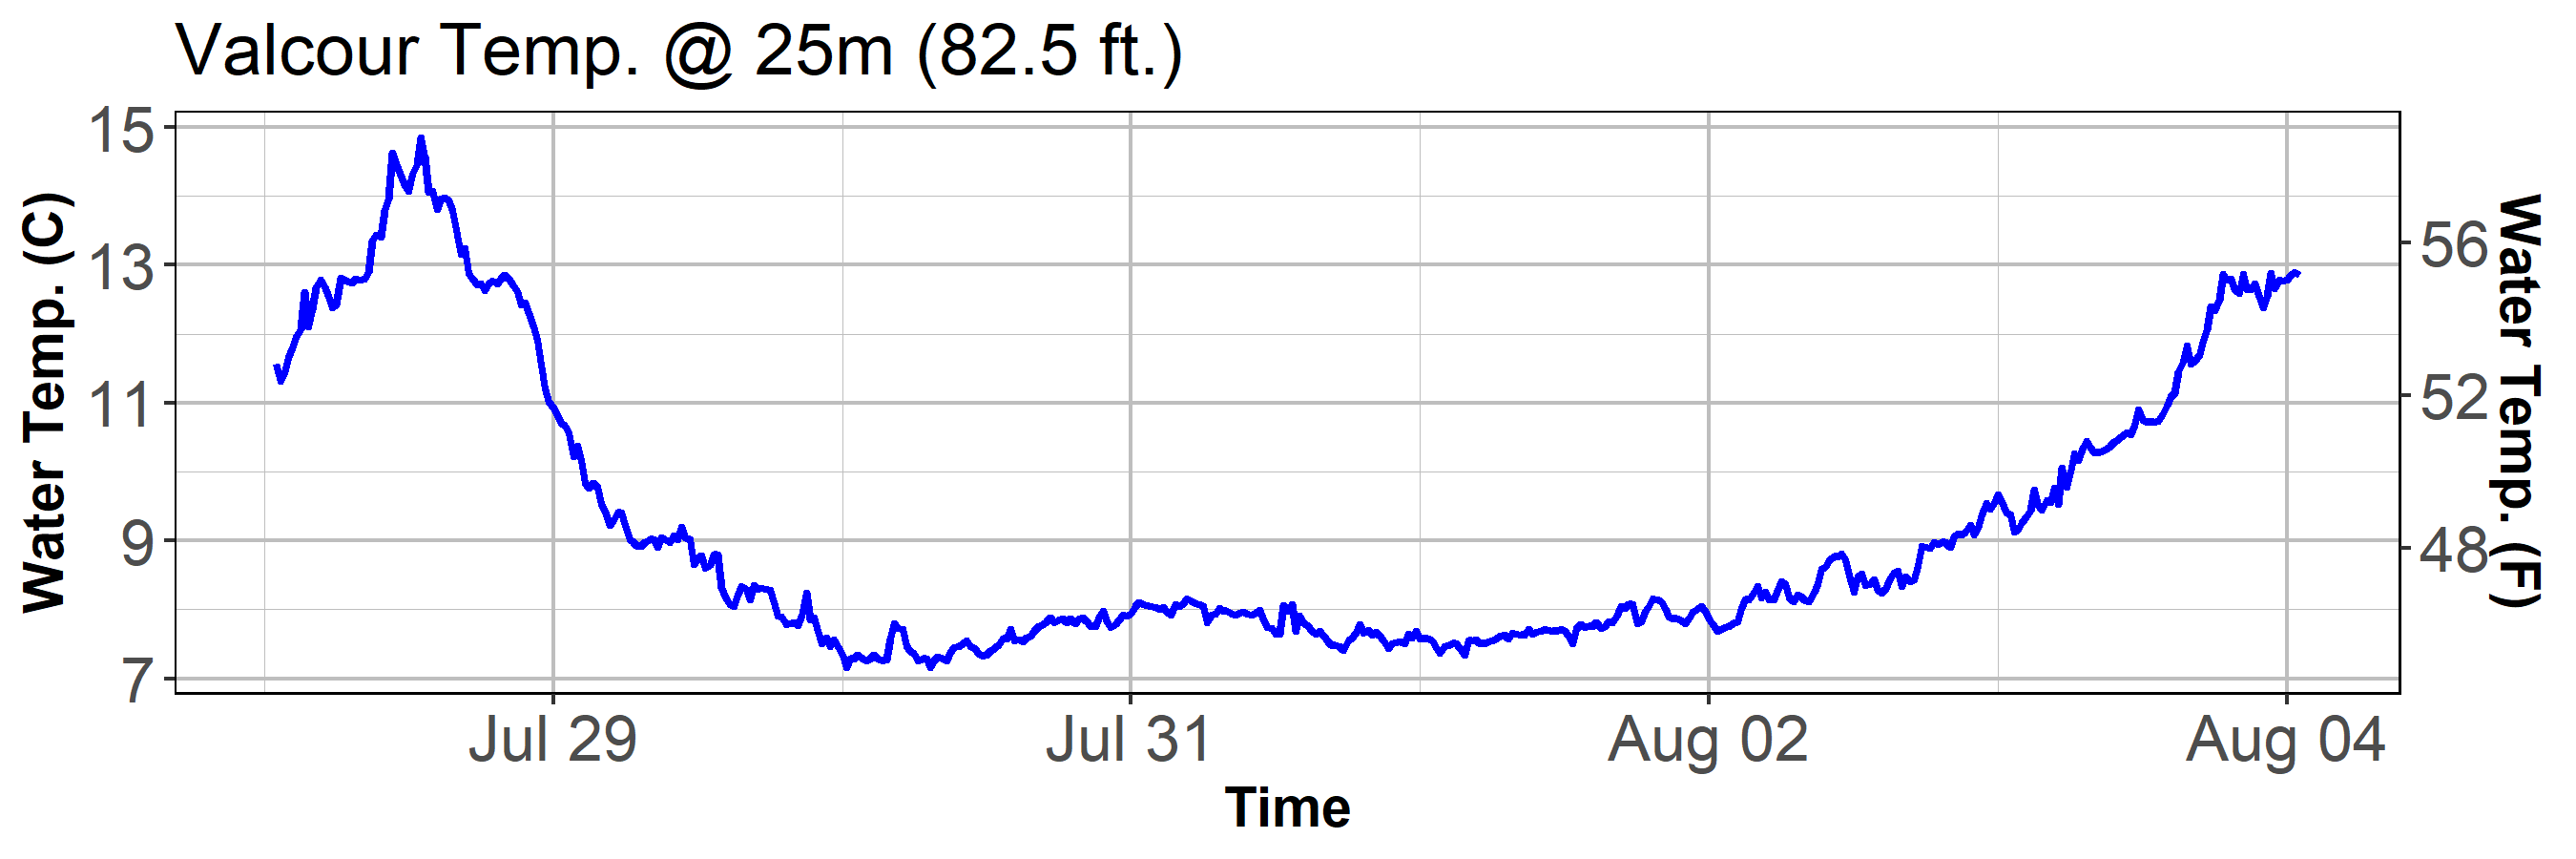 Valcour Temp. @ 25m (82.5 ft.)
Water Temp. (C)
15
13
11
9
7
56
52
48
Water Temp. (F)
Jul 29
Jul 31
Aug 02
Aug 04
Time